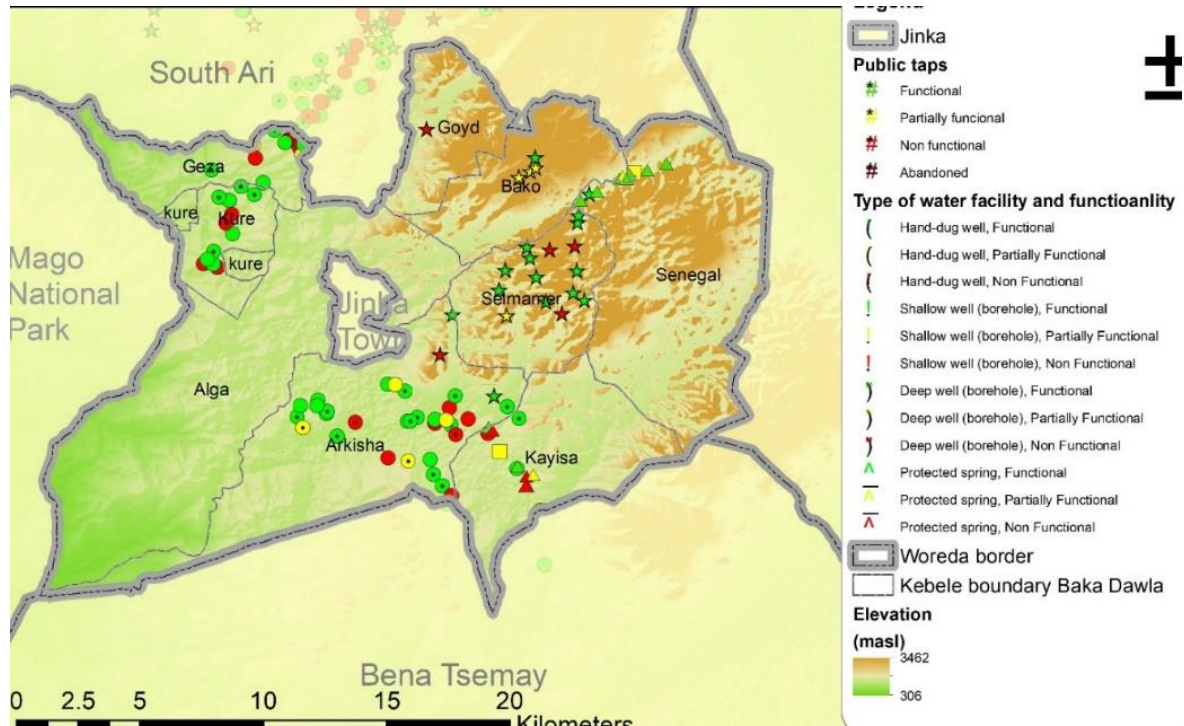 Legend
Jinka
Public taps
# Functional
# Partially funcional
# Non functional
# Abandoned
Type of water facility and functioanlity
Hand-dug well, Functional
Hand-dug well, Partially Functional
Hand-dug well, Non Functional
Shallow well (borehole), Functional
Shallow well (borehole), Partially Functional
Shallow well (borehole), Non Functional
Deep well (borehole), Functional
Deep well (borehole), Partially Functional
Deep well (borehole), Non Functional
Protected spring, Functional
Protected spring, Partially Functional
Protected spring, Non Functional
Woreda border
Kebele boundary Baka Dawla
Elevation
(masl)
3462
306
South Ari
Goyd
Geza
Bako
kure
Kure
kure
Mago
National
Park
Senegal
Selmamer
Jinka
Town
Alga
Arkisha
Kayisa
Bena Tsemay
0 2.5 5 10 15 20
Kilometers